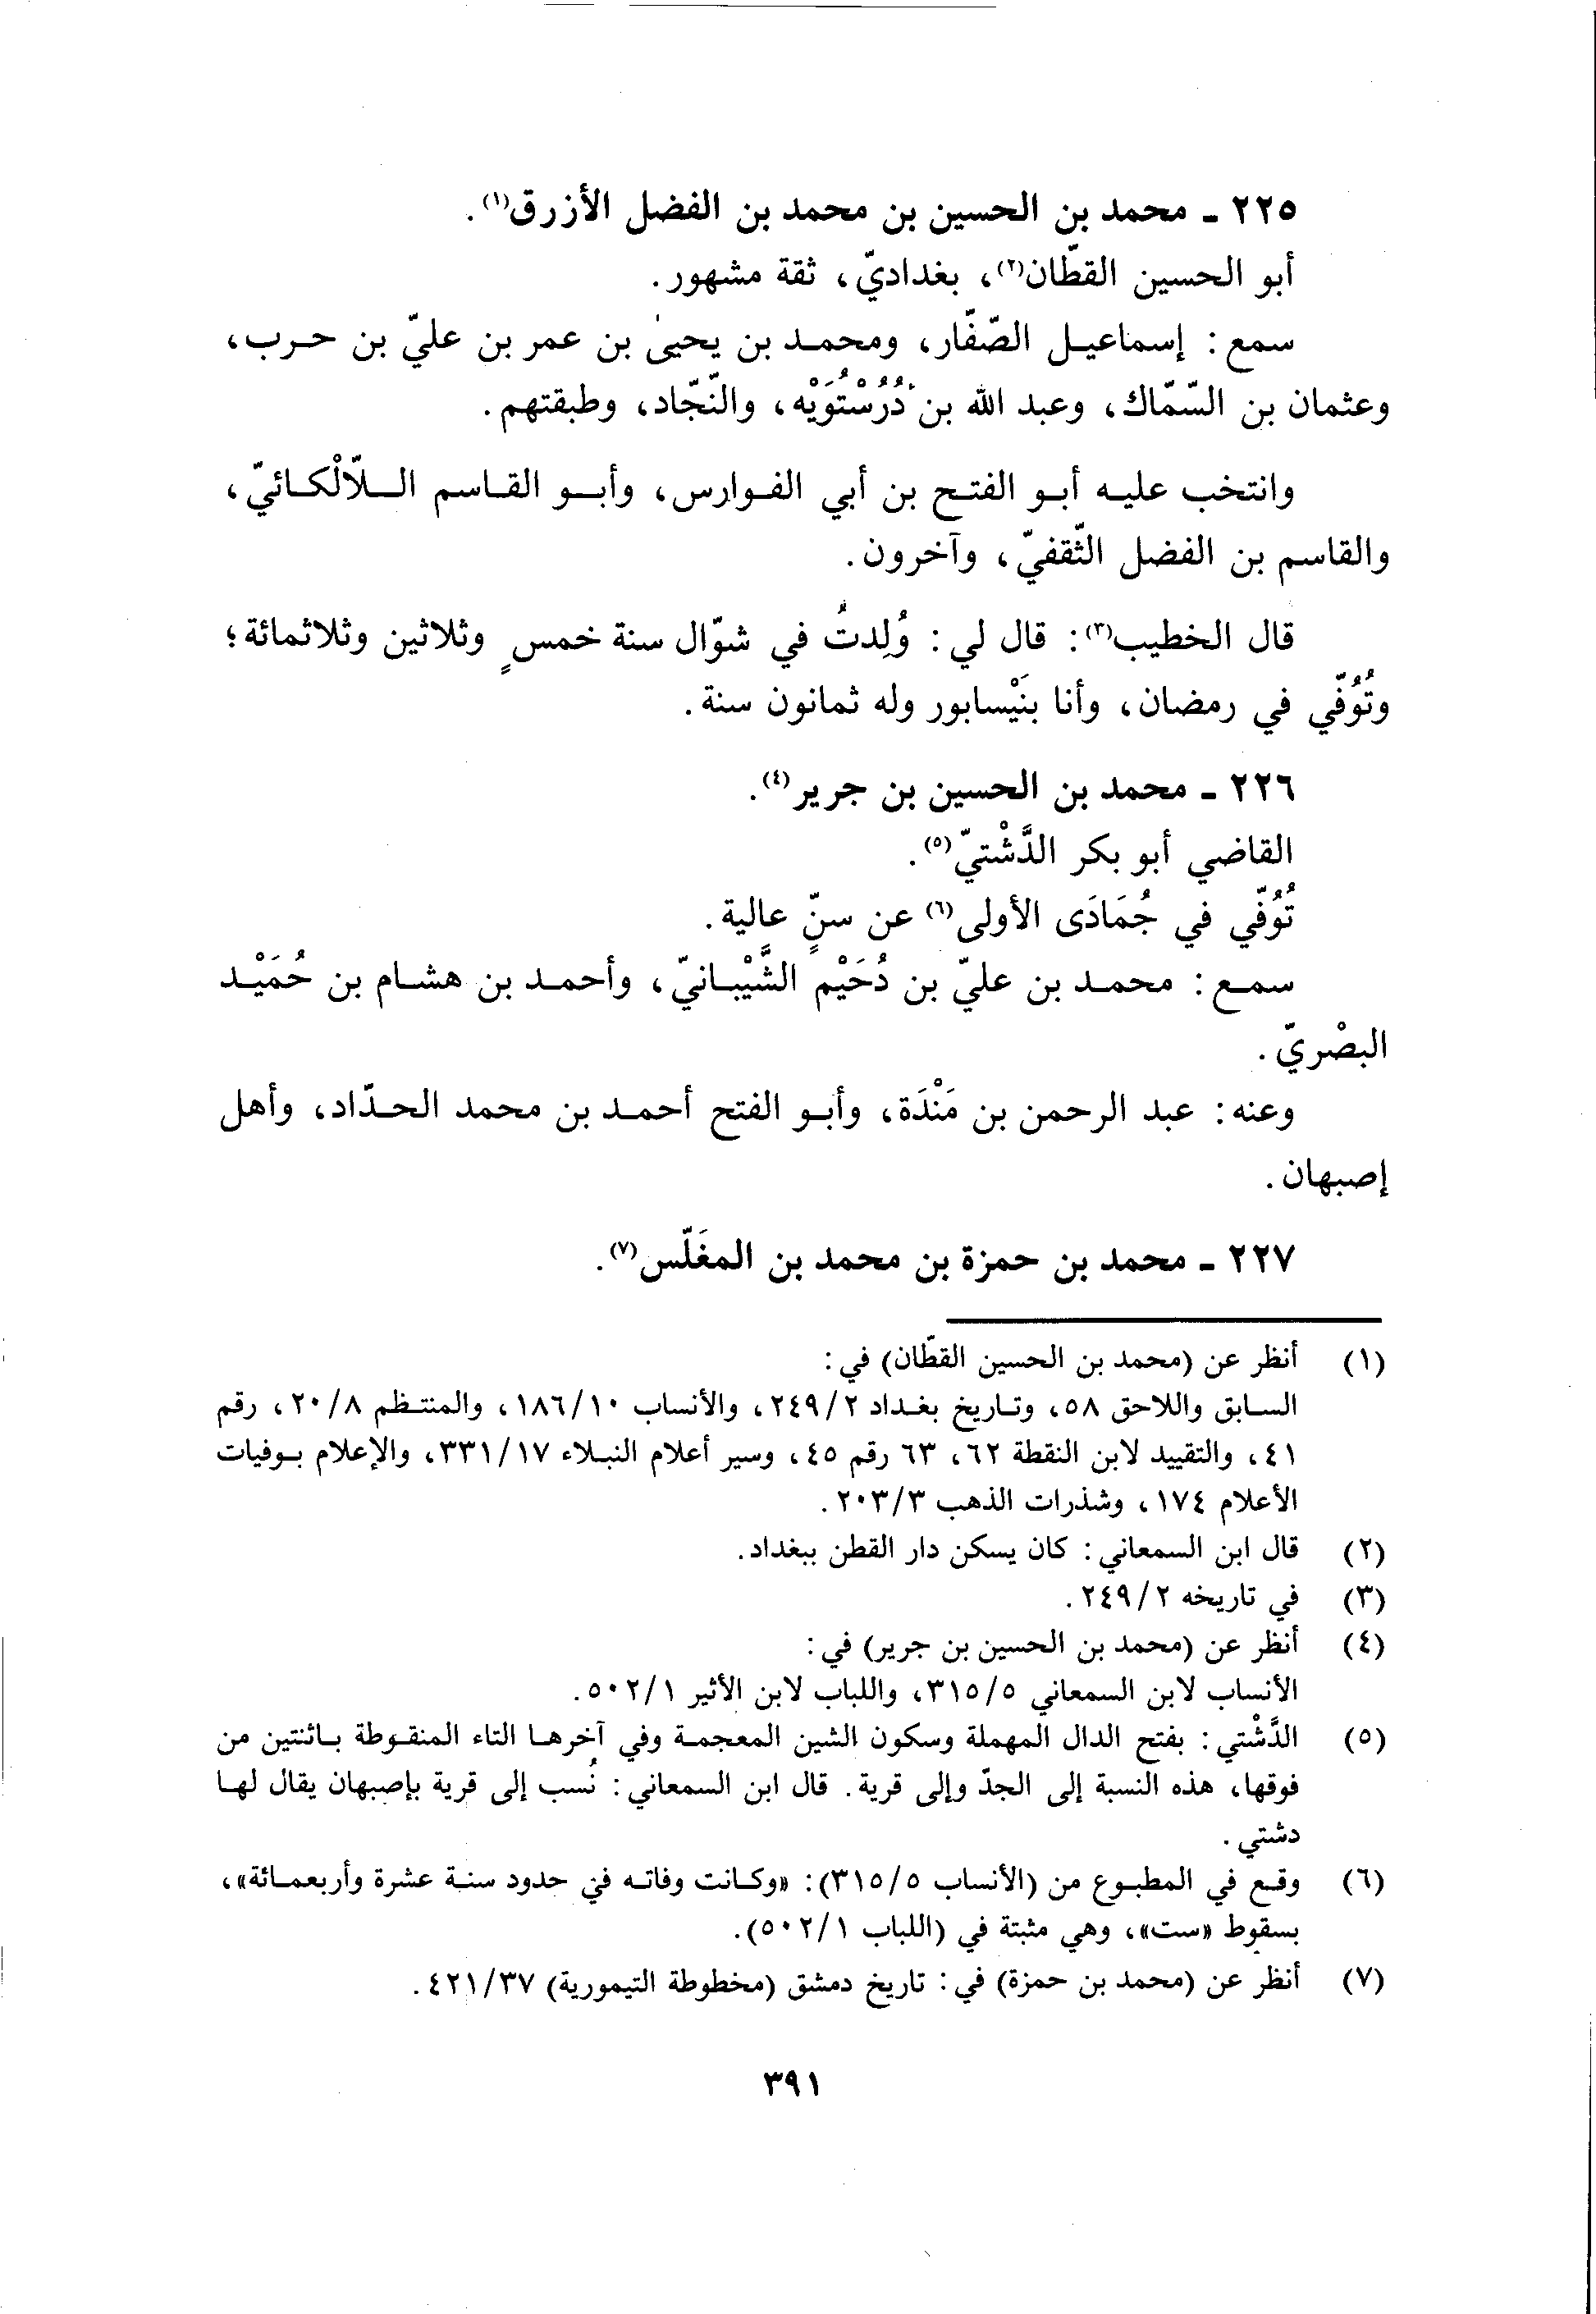 ٢٢٥ - محمد بن الحسين بن محمد بن الفضل الأزرق(١).
أبو الحسين القطّان(٢)، بغداديّ، ثقة مشهور.
سمع: إسماعيل الصّفّار، ومحمد بن يحيىٰ بن عمر بن عليّ بن حرب،
وعثمان بن السّمّاك، وعبد الله بن دُرُسْتُوَيْه، والنّجّاد، وطبقتهم.
وانتخب عليه أبو الفتح بن أبي الفوارس، وأبو القاسم اللّالْكائيّ،
والقاسم بن الفضل الثّقفيّ، وآخرون.
قال الخطيب(٣): قال لي: وُلِدتُ في شوّال سنة خمسٍ وثلاثين وثلاثمائة؛
وتُوُفّي في رمضان، وأنا بنَيْسابور وله ثمانون سنة.
٢٢٦ - محمد بن الحسين بن جرير(٤).
القاضي أبو بكر الدَّشْتيّ(٥).
تُوُفّي في جُمَادَى الأولى(٦) عن سنٍّ عالية.
سمع: محمد بن عليّ بن دُحَيْم الشَّيْبانيّ، وأحمد بن هشام بن حُمَيْد
البصْريّ.
وعنه: عبد الرحمن بن مَنْدَة، وأبو الفتح أحمد بن محمد الحدّاد، وأهل
إصبهان.
٢٢٧ - محمد بن حمزة بن محمد بن المغَلّس(٧).
(١) أنظر عن (محمد بن الحسين القطّان) في:
السابق واللاحق ٥٨، وتاريخ بغداد ٢/ ٢٤٩، والأنساب ١٠/ ١٨٦، والمنتظم ٨/ ٢٠، رقم
٤١، والتقييد لابن النقطة ٦٢، ٦٣ رقم ٤٥، وسير أعلام النبلاء ١٧/ ٣٣١، والإعلام بوفيات
الأعلام ١٧٤، وشذرات الذهب ٣/ ٢٠٣.
(٢) قال ابن السمعاني: كان يسكن دار القطن ببغداد.
(٣) في تاريخه ٢/ ٢٤٩.
(٤) أنظر عن (محمد بن الحسين بن جرير) في:
الأنساب لابن السمعاني ٥/ ٣١٥، واللباب لابن الأثير ١/ ٥٠٢.
(٥) الدَّشْتي: بفتح الدال المهملة وسكون الشين المعجمة وفي آخرها التاء المنقوطة باثنتين من
فوقها، هذه النسبة إلى الجدّ وإلى قرية. قال ابن السمعاني: نُسب إلى قرية بإصبهان يقال لها
دشتي.
(٦) وقع في المطبوع من (الأنساب ٥/ ٣١٥): «وكانت وفاته في حدود سنة عشرة وأربعمائة»،
بسقوط «ست»، وهي مثبتة في (اللباب ١/ ٥٠٢).
(٧) أنظر عن (محمد بن حمزة) في: تاريخ دمشق (مخطوطة التيمورية) ٣٧/ ٤٢١.
٣٩١